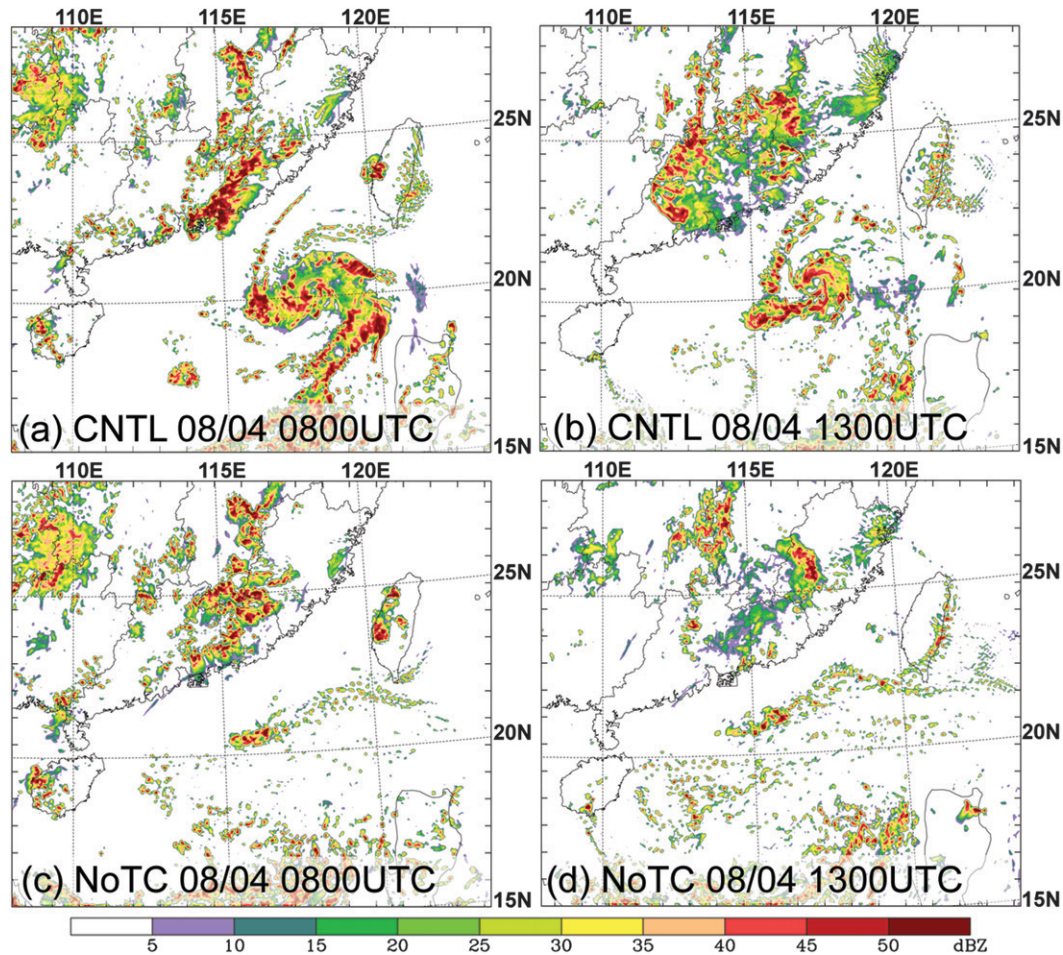 110E 115E 120E 110E 115E 120E
25N 25N
20N 20N
(a) CNTL 08/04 0800UTC (b) CNTL 08/04 1300UTC
15N 15N
110E 115E 120E 110E 115E 120E
25N 25N
20N 20N
(c) NoTC 08/04 0800UTC (d) NoTC 08/04 1300UTC
15N 15N
5 10 15 20 25 30 35 40 45 50 dBZ